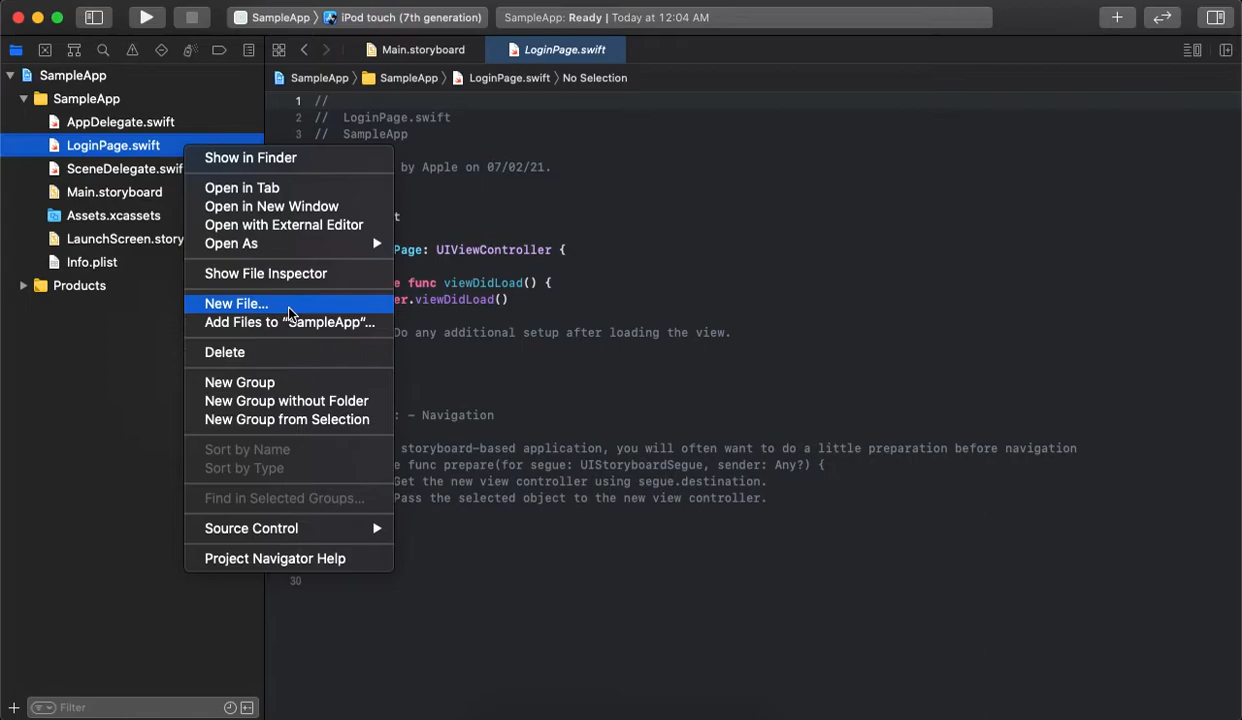 SampleApp
iPod touch (7th generation)
SampleApp: Ready | Today at 12:04 AM
Main.storyboard
LoginPage.swift
SampleApp
SampleApp
LoginPage.swift
No Selection
SampleApp
SampleApp
AppDelegate.swift
LoginPage.swift
SceneDelegate.swif
Main.storyboard
Assets.xcassets
LaunchScreen.story
Info.plist
Products
Show in Finder
Open in Tab
Open in New Window
Open with External Editor
Open As
Show File Inspector
New File...
Add Files to “SampleApp”...
Delete
New Group
New Group without Folder
New Group from Selection
Sort by Name
Sort by Type
Find in Selected Groups...
Source Control
Project Navigator Help
1 //
2 // LoginPage.swift
3 // SampleApp
by Apple on 07/02/21.
t
Page: UIViewController {
e func viewDidLoad() {
er.viewDidLoad()
Do any additional setup after loading the view.
: - Navigation
storyboard-based application, you will often want to do a little preparation before navigation
e func prepare(for segue: UIStoryboardSegue, sender: Any?) {
Get the new view controller using segue.destination.
Pass the selected object to the new view controller.
30
Filter